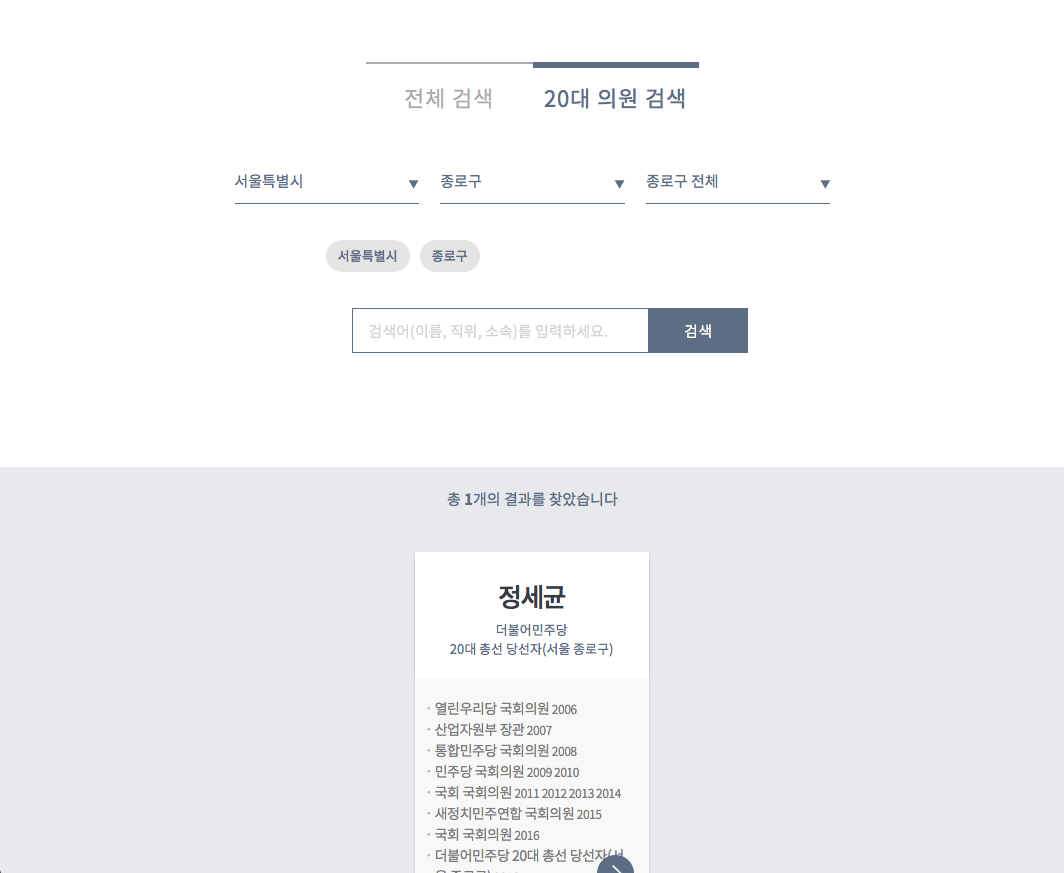 전체 검색
20대 의원 검색
서울특별시 ▼
종로구 ▼
종로구 전체 ▼
서울특별시
종로구
검색어(이름, 직위, 소속)를 입력하세요.
검색
총 1개의 결과를 찾았습니다
정세균
더불어민주당
20대 총선 당선자(서울 종로구)
· 열린우리당 국회의원 2006
· 산업자원부 장관 2007
· 통합민주당 국회의원 2008
· 민주당 국회의원 2009 2010
· 국회 국회의원 2011 2012 2013 2014
· 새정치민주연합 국회의원 2015
· 국회 국회의원 2016
· 더불어민주당 20대 총선 당선자(서